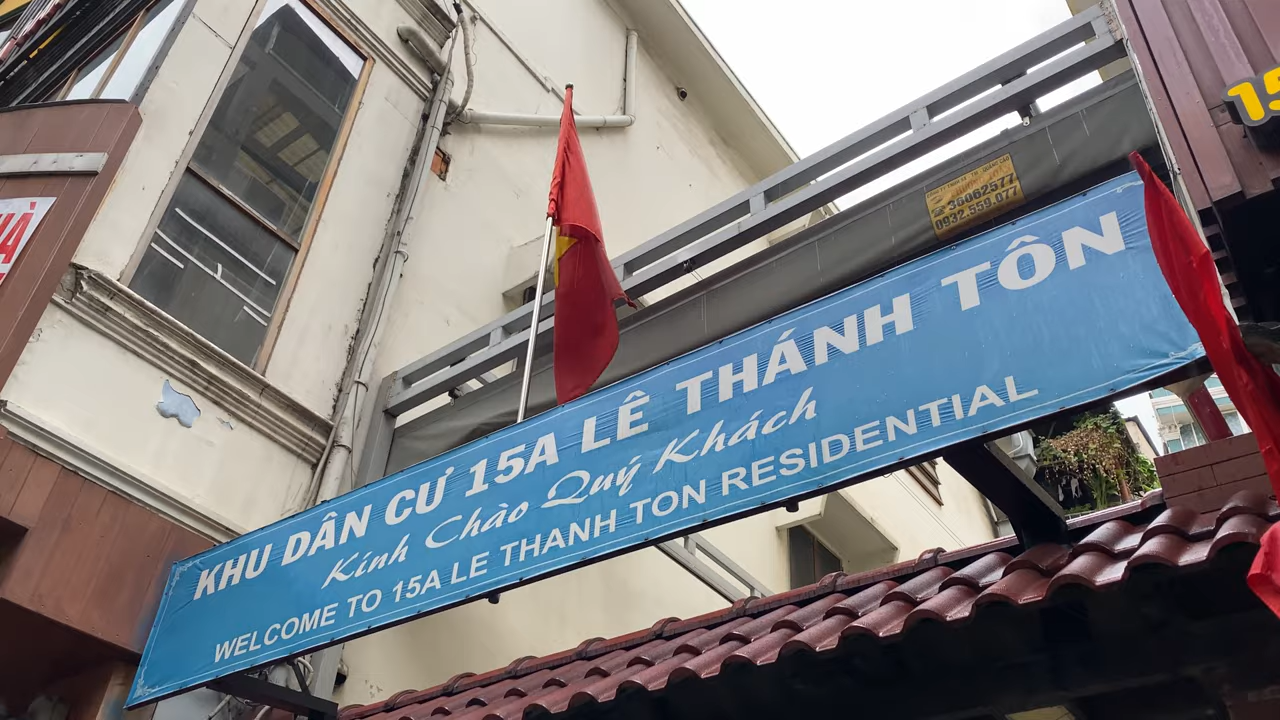 KHU DÂN CƯ 15A LÊ THÁNH TÔN
Kính Chào Quý Khách
WELCOME TO 15A LE THANH TON RESIDENTIAL
36062577
0932.559.077
15